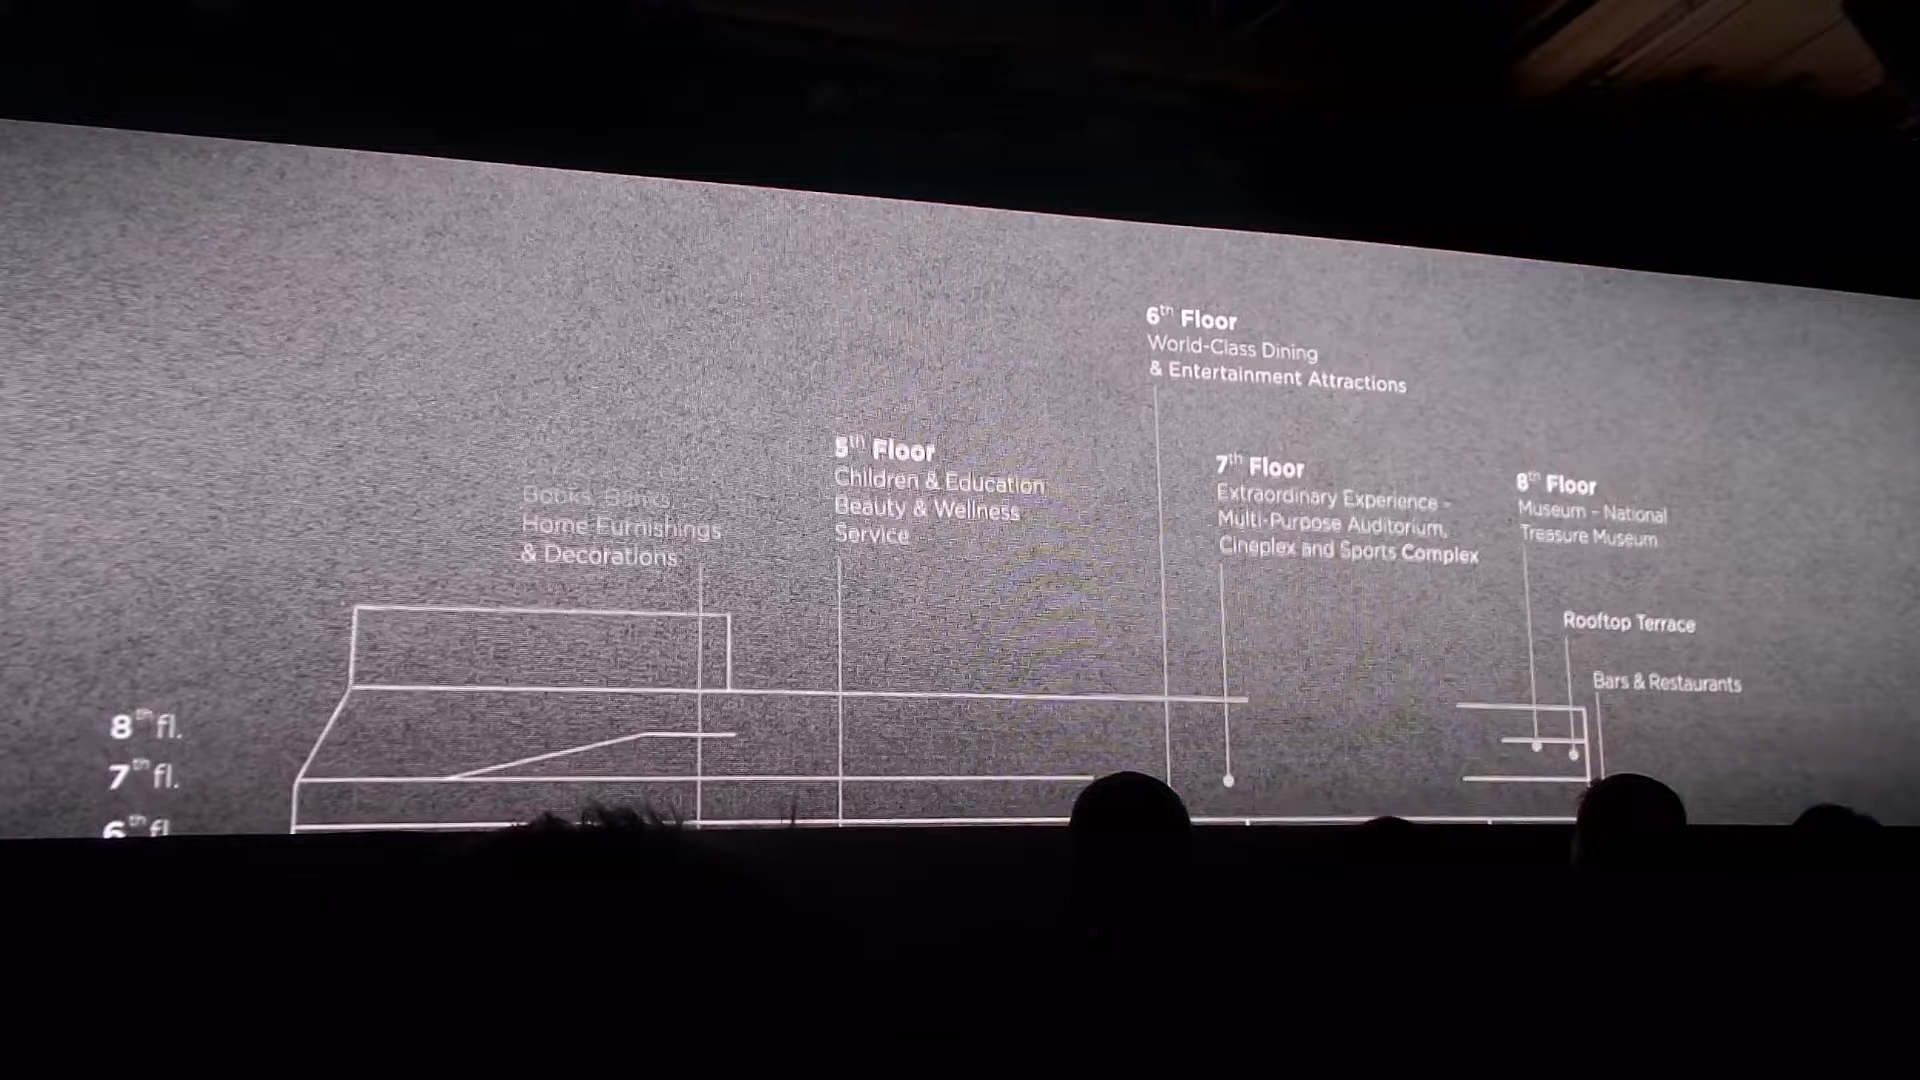 6th Floor
World-Class Dining
& Entertainment Attractions
5th Floor
Children & Education
Beauty & Wellness
Service
7th Floor
Extraordinary Experience -
Multi-Purpose Auditorium,
Cineplex and Sports Complex
8th Floor
Museum - National
Treasure Museum
Books, Banks,
Home Furnishings
& Decorations
Rooftop Terrace
Bars & Restaurants
8th fl.
7th fl.
6th fl.